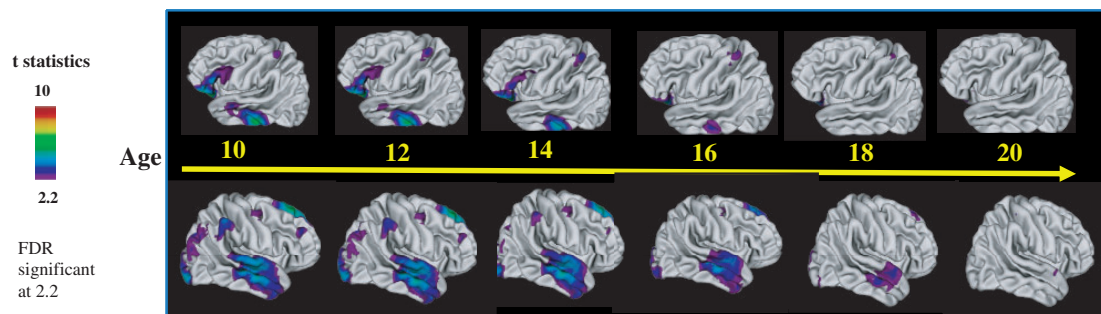 t statistics
10
2.2
FDR
significant
at 2.2
Age
10 12 14 16 18 20